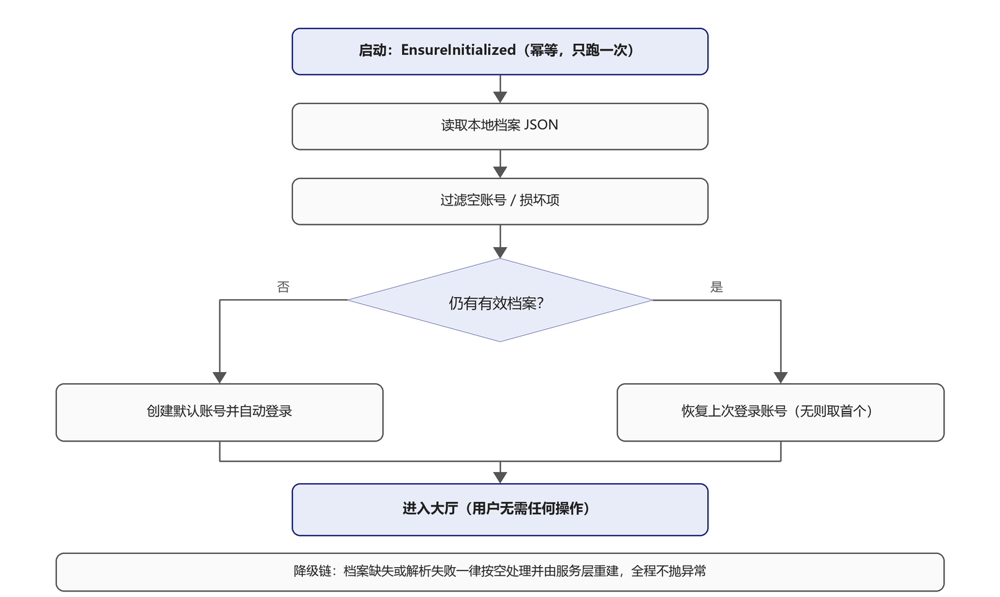 启动：EnsureInitialized（幂等，只跑一次）
读取本地档案 JSON
过滤空账号 / 损坏项
仍有有效档案？
否
是
创建默认账号并自动登录
恢复上次登录账号（无则取首个）
进入大厅（用户无需任何操作）
降级链：档案缺失或解析失败一律按空处理并由服务层重建，全程不抛异常